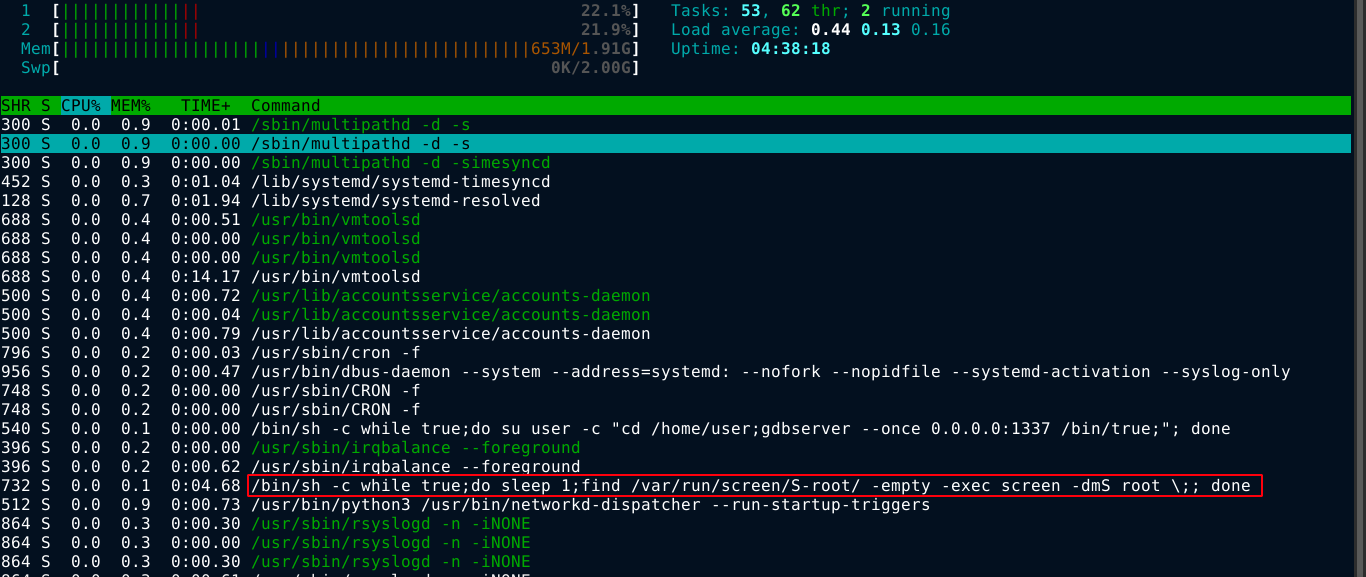 1 [|||||||||||||| 22.1%] Tasks: 53, 62 thr; 2 running
2 [|||||||||||||| 21.9%] Load average: 0.44 0.13 0.16
Mem[|||||||||||||||||||||||||||||||||||||||||||||||653M/1.91G] Uptime: 04:38:18
Swp[ 0K/2.00G]
SHR S CPU% MEM% TIME+ Command
300 S 0.0 0.9 0:00.01 /sbin/multipathd -d -s
300 S 0.0 0.9 0:00.00 /sbin/multipathd -d -s
300 S 0.0 0.9 0:00.00 /sbin/multipathd -d -simesyncd
452 S 0.0 0.3 0:01.04 /lib/systemd/systemd-timesyncd
128 S 0.0 0.7 0:01.94 /lib/systemd/systemd-resolved
688 S 0.0 0.4 0:00.51 /usr/bin/vmtoolsd
688 S 0.0 0.4 0:00.00 /usr/bin/vmtoolsd
688 S 0.0 0.4 0:00.00 /usr/bin/vmtoolsd
688 S 0.0 0.4 0:14.17 /usr/bin/vmtoolsd
500 S 0.0 0.4 0:00.72 /usr/lib/accountsservice/accounts-daemon
500 S 0.0 0.4 0:00.04 /usr/lib/accountsservice/accounts-daemon
500 S 0.0 0.4 0:00.79 /usr/lib/accountsservice/accounts-daemon
796 S 0.0 0.2 0:00.03 /usr/sbin/cron -f
956 S 0.0 0.2 0:00.47 /usr/bin/dbus-daemon --system --address=systemd: --nofork --nopidfile --systemd-activation --syslog-only
748 S 0.0 0.2 0:00.00 /usr/sbin/CRON -f
748 S 0.0 0.2 0:00.00 /usr/sbin/CRON -f
540 S 0.0 0.1 0:00.00 /bin/sh -c while true;do su user -c "cd /home/user;gdbserver --once 0.0.0.0:1337 /bin/true;"; done
396 S 0.0 0.2 0:00.00 /usr/sbin/irqbalance --foreground
396 S 0.0 0.2 0:00.62 /usr/sbin/irqbalance --foreground
732 S 0.0 0.1 0:04.68 /bin/sh -c while true;do sleep 1;find /var/run/screen/S-root/ -empty -exec screen -dmS root \;; done
512 S 0.0 0.9 0:00.73 /usr/bin/python3 /usr/bin/networkd-dispatcher --run-startup-triggers
864 S 0.0 0.3 0:00.30 /usr/sbin/rsyslogd -n -iNONE
864 S 0.0 0.3 0:00.00 /usr/sbin/rsyslogd -n -iNONE
864 S 0.0 0.3 0:00.30 /usr/sbin/rsyslogd -n -iNONE
864 S 0.0 0.3 0:00.61 /usr/sbin/rsyslogd -n -iNONE